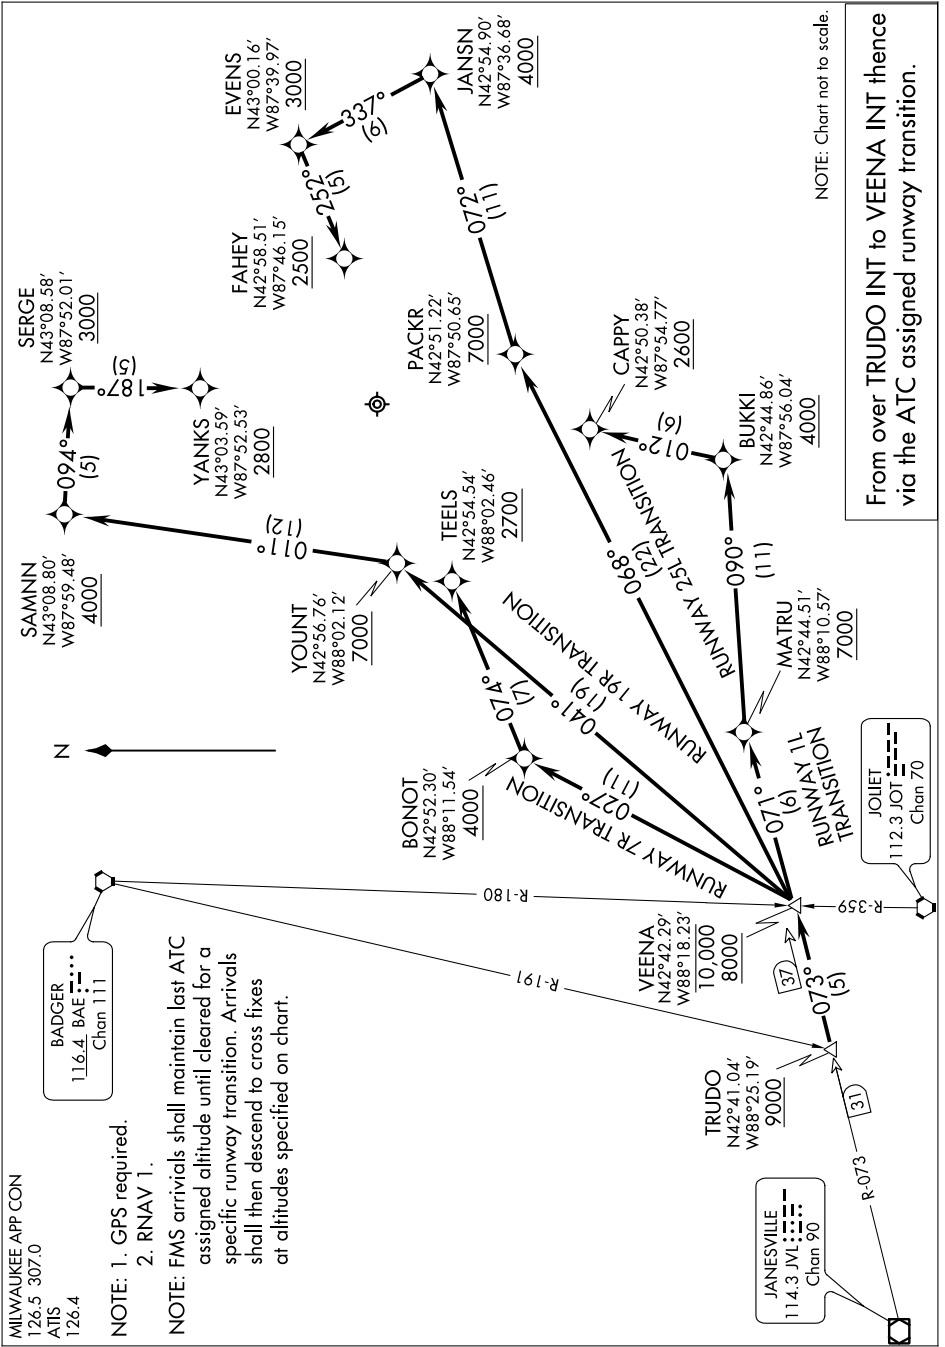 MILWAUKEE APP CON
126.5 307.0
ATIS
126.4
NOTE: 1. GPS required.
2. RNAV 1.
NOTE: FMS arrivials shall maintain last ATC
assigned altitude until cleared for a
specific runway transition. Arrivals
shall then descend to cross fixes
at altitudes specified on chart.
BADGER
116.4 BAE
Chan 111
N
SAMNN
N43°08.80'
W87°59.48'
4000
094°
(5)
SERGE
N43°08.58'
W87°52.01'
3000
187°
(5)
YANKS
N43°03.59'
W87°52.53'
2800
011°
(12)
YOUNT
N42°56.76'
W88°02.12'
7000
EVENS
N43°00.16'
W87°39.97'
3000
252°
(5)
FAHEY
N42°58.51'
W87°46.15'
2500
337°
(6)
JANSN
N42°54.90'
W87°36.68'
4000
072°
(11)
PACKR
N42°51.22'
W87°50.65'
7000
TEELS
N42°54.54'
W88°02.46'
2700
074°
(7)
BONOT
N42°52.30'
W88°11.54'
4000
027°
(11)
RUNWAY 7R TRANSITION
041°
(19)
RUNWAY 19R TRANSITION
068°
(22)
RUNWAY 25L TRANSITION
CAPPY
N42°50.38'
W87°54.77'
2600
012°
(6)
BUKKI
N42°44.86'
W87°56.04'
4000
090°
(11)
MATRU
N42°44.51'
W88°10.57'
7000
071°
(6)
RUNWAY 1L
TRANSITION
R-180
R-191
VEENA
N42°42.29'
W88°18.23'
10,000
8000
37
073°
(5)
TRUDO
N42°41.04'
W88°25.19'
9000
31
R-073
JANESVILLE
114.3 JVL
Chan 90
R-359
JOLIET
112.3 JOT
Chan 70
NOTE: Chart not to scale.
From over TRUDO INT to VEENA INT thence
via the ATC assigned runway transition.